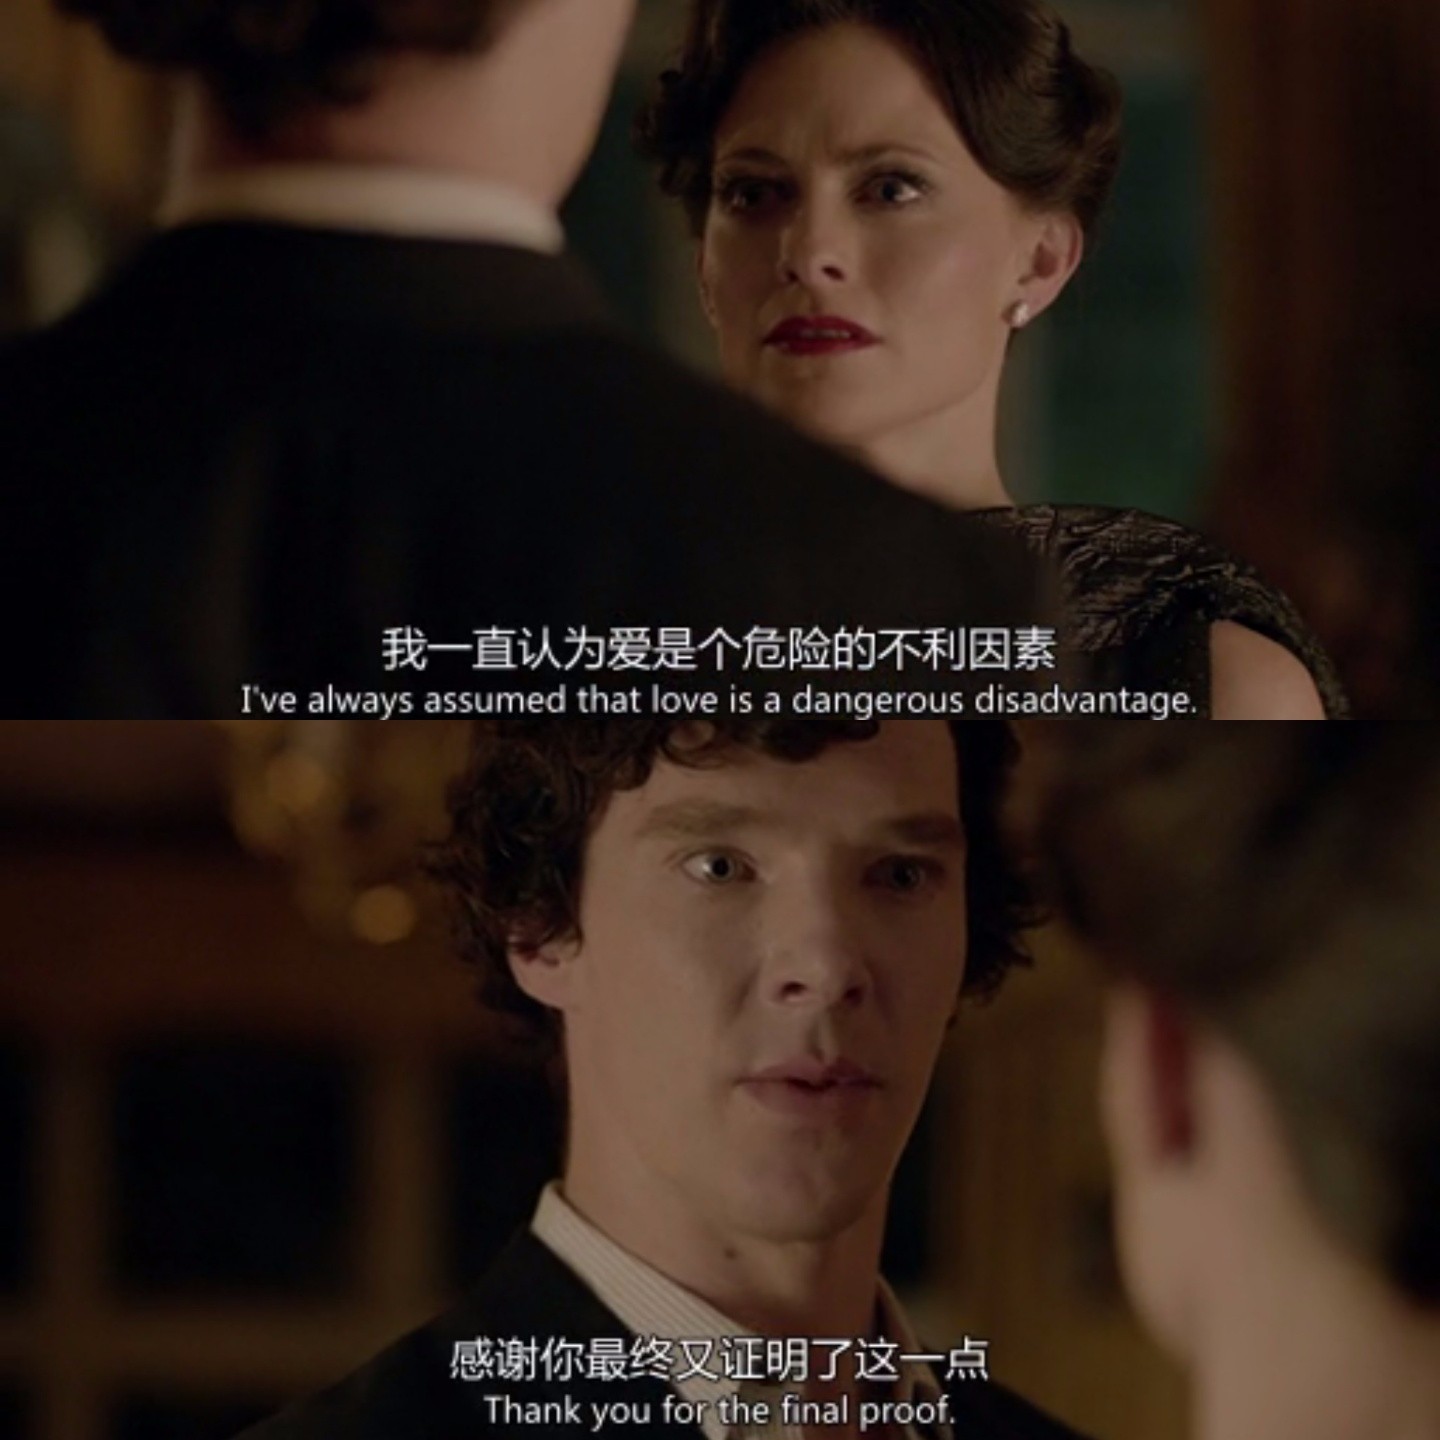 我一直认为爱是个危险的不利因素
I've always assumed that love is a dangerous disadvantage.
感谢你最终又证明了这一点
Thank you for the final proof.